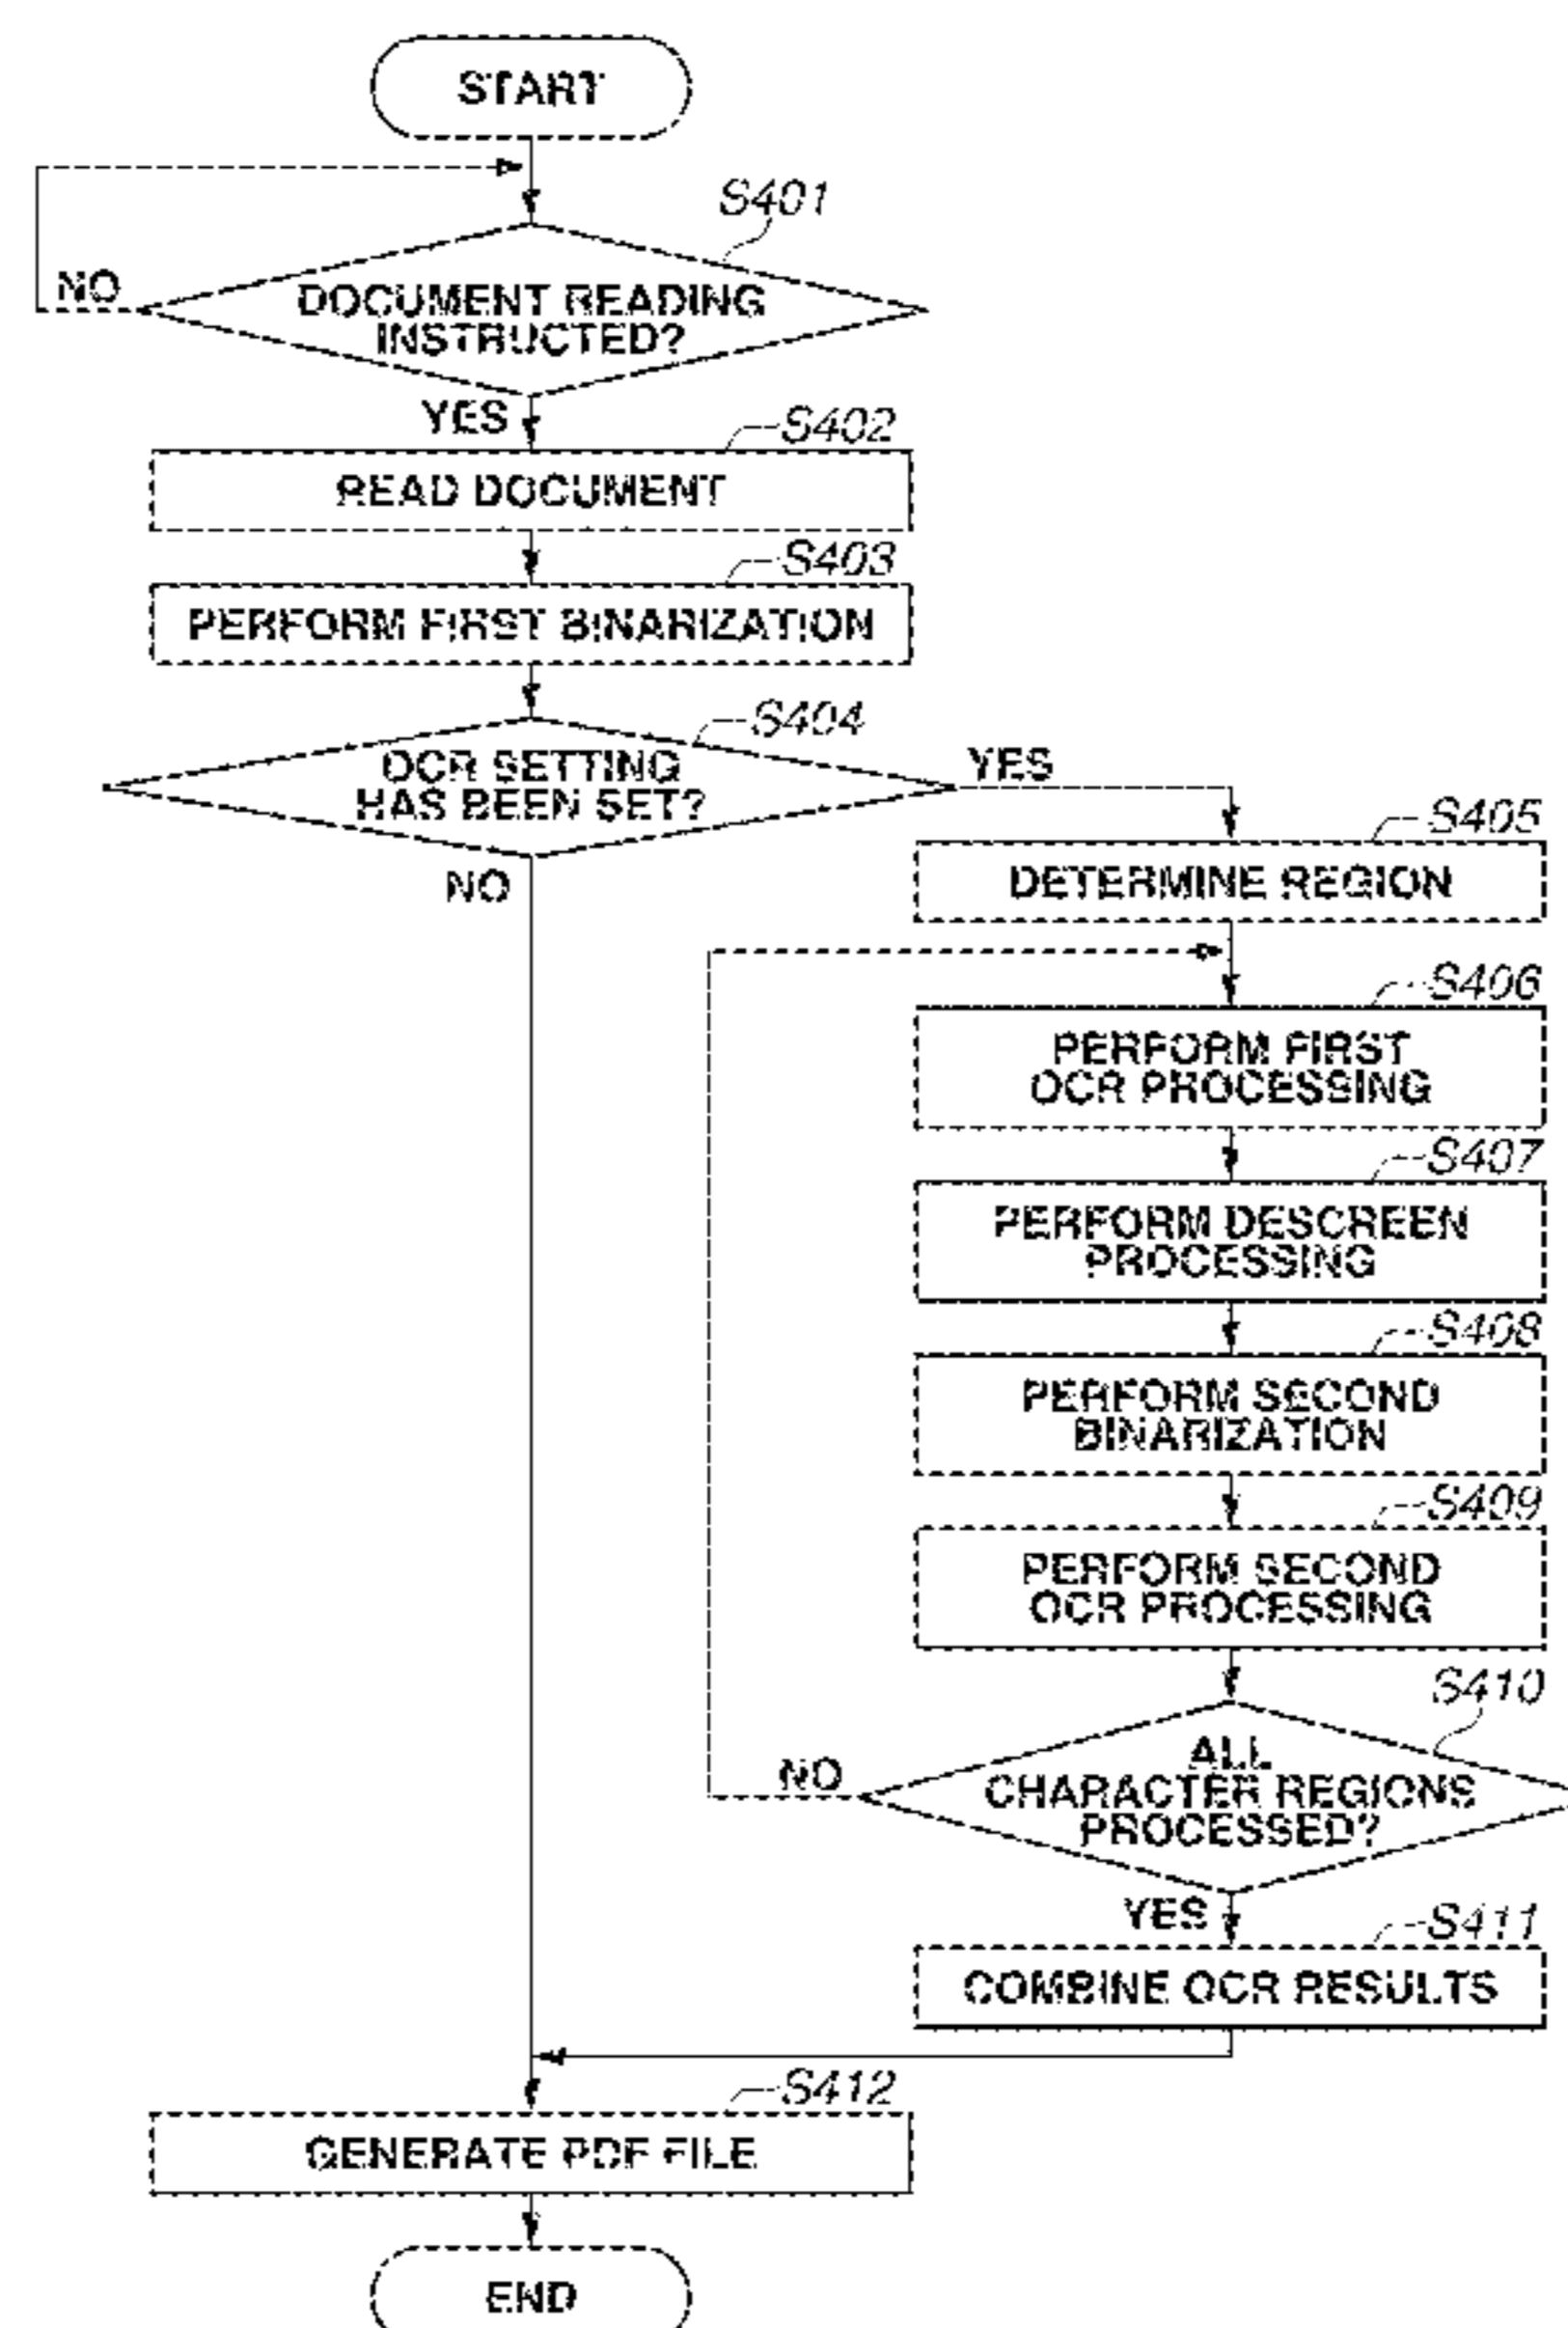 START
S401
NO
DOCUMENT READING
INSTRUCTED?
YES
S402
READ DOCUMENT
S403
PERFORM FIRST BINARIZATION
S404
OCR SETTING
HAS BEEN SET?
YES
NO
S405
DETERMINE REGION
S406
PERFORM FIRST
OCR PROCESSING
S407
PERFORM DESCREEN
PROCESSING
S408
PERFORM SECOND
BINARIZATION
S409
PERFORM SECOND
OCR PROCESSING
S410
NO
ALL
CHARACTER REGIONS
PROCESSED?
YES
S411
COMBINE OCR RESULTS
S412
GENERATE PDF FILE
END